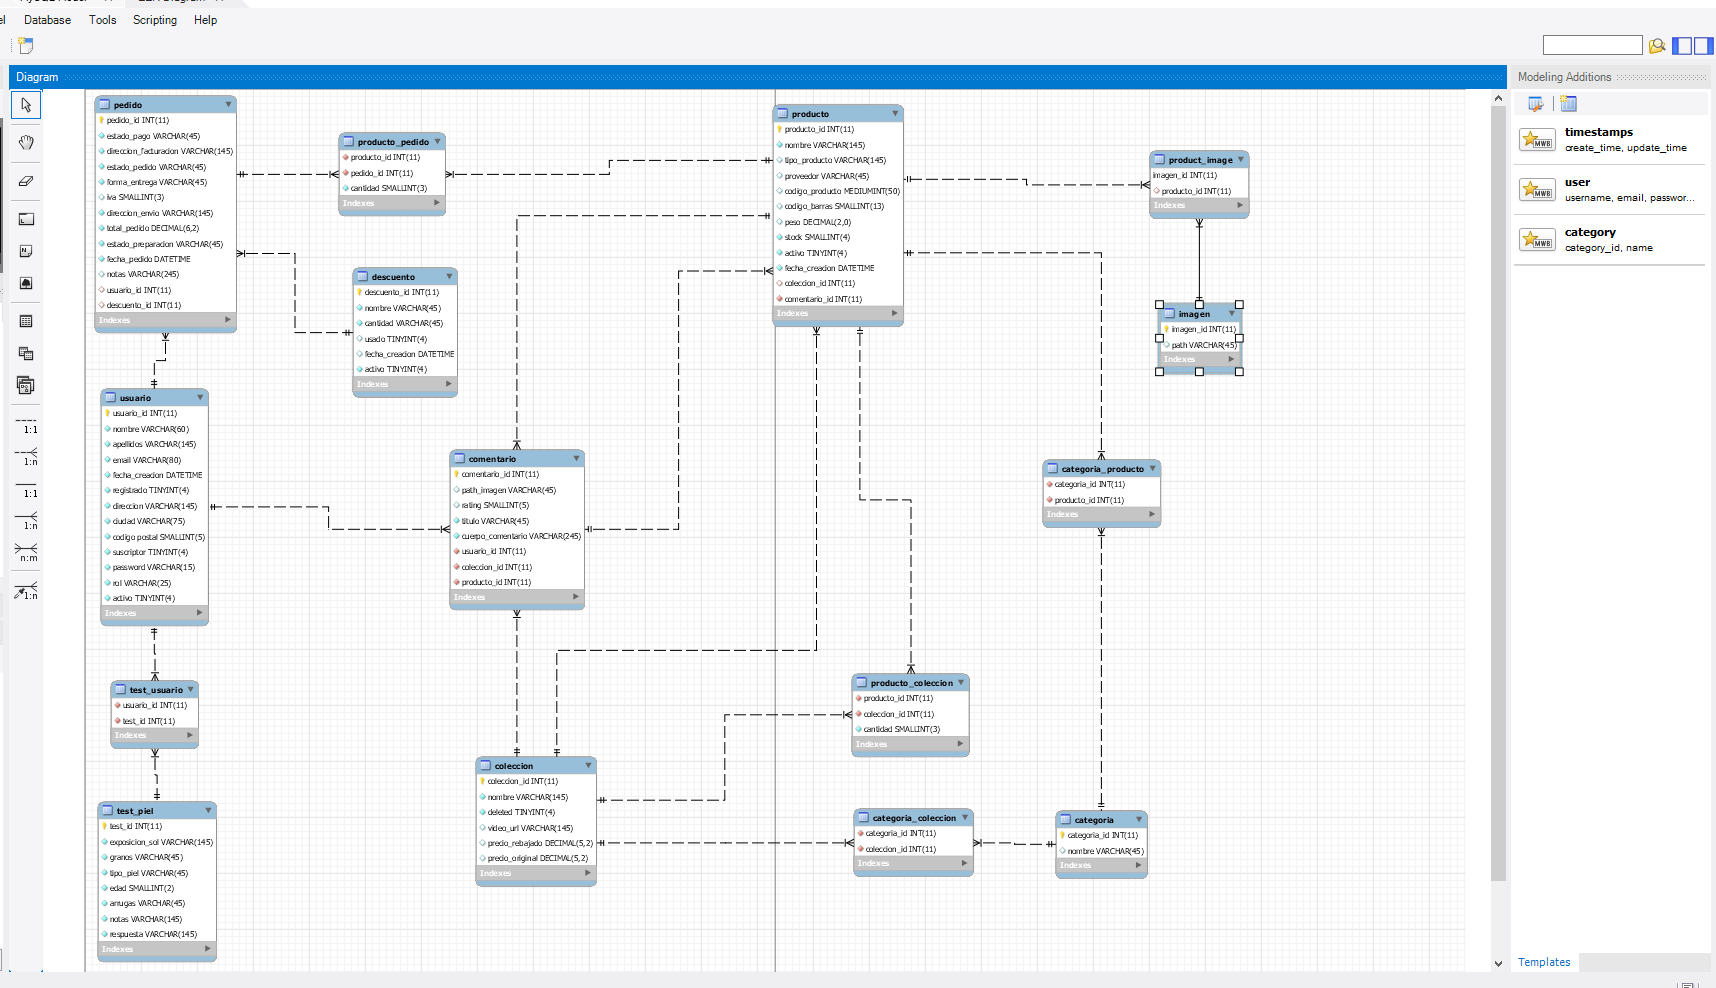 Database
Tools
Scripting
Help
Diagram
pedido
pedido_id INT(11)
estado_pago VARCHAR(45)
direccion_facturacion VARCHAR(145)
estado_pedido VARCHAR(45)
forma_entrega VARCHAR(45)
iva SMALLINT(3)
direccion_envio VARCHAR(145)
total_pedido DECIMAL(6,2)
estado_preparacion VARCHAR(45)
fecha_pedido DATETIME
notas VARCHAR(245)
usuario_id INT(11)
descuento_id INT(11)
Indexes
producto_pedido
producto_id INT(11)
pedido_id INT(11)
cantidad SMALLINT(3)
Indexes
descuento
descuento_id INT(11)
nombre VARCHAR(45)
cantidad VARCHAR(45)
usado TINYINT(4)
fecha_creacion DATETIME
activo TINYINT(4)
Indexes
producto
producto_id INT(11)
nombre VARCHAR(145)
tipo_producto VARCHAR(145)
proveedor VARCHAR(45)
codigo_producto MEDIUMINT(50)
codigo_barras SMALLINT(13)
peso DECIMAL(2,0)
stock SMALLINT(4)
activo TINYINT(4)
fecha_creacion DATETIME
coleccion_id INT(11)
comentario_id INT(11)
Indexes
product_image
imagen_id INT(11)
producto_id INT(11)
Indexes
imagen
imagen_id INT(11)
path VARCHAR(45)
Indexes
usuario
usuario_id INT(11)
nombre VARCHAR(60)
apellidos VARCHAR(145)
email VARCHAR(80)
fecha_creacion DATETIME
registrado TINYINT(4)
direccion VARCHAR(145)
ciudad VARCHAR(75)
codigo postal SMALLINT(5)
suscriptor TINYINT(4)
password VARCHAR(15)
rol VARCHAR(25)
activo TINYINT(4)
Indexes
comentario
comentario_id INT(11)
path_imagen VARCHAR(45)
rating SMALLINT(5)
titulo VARCHAR(45)
cuerpo_comentario VARCHAR(245)
usuario_id INT(11)
coleccion_id INT(11)
producto_id INT(11)
Indexes
categoria_producto
categoria_id INT(11)
producto_id INT(11)
Indexes
test_usuario
usuario_id INT(11)
test_id INT(11)
Indexes
producto_coleccion
producto_id INT(11)
coleccion_id INT(11)
cantidad SMALLINT(3)
Indexes
test_piel
test_id INT(11)
exposicion_sol VARCHAR(145)
granos VARCHAR(45)
tipo_piel VARCHAR(45)
edad SMALLINT(2)
arrugas VARCHAR(45)
notas VARCHAR(145)
respuesta VARCHAR(145)
Indexes
coleccion
coleccion_id INT(11)
nombre VARCHAR(145)
deleted TINYINT(4)
video_url VARCHAR(145)
precio_rebajado DECIMAL(5,2)
precio_original DECIMAL(5,2)
Indexes
categoria_coleccion
categoria_id INT(11)
coleccion_id INT(11)
Indexes
categoria
categoria_id INT(11)
nombre VARCHAR(45)
Indexes
1:1
1:n
1:1
1:n
n:m
1:n
Modeling Additions
MWB
timestamps
create_time, update_time
MWB
user
username, email, passwor...
MWB
category
category_id, name
Templates